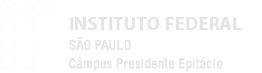 INSTITUTO FEDERAL
SÃO PAULO
Câmpus Presidente Epitácio